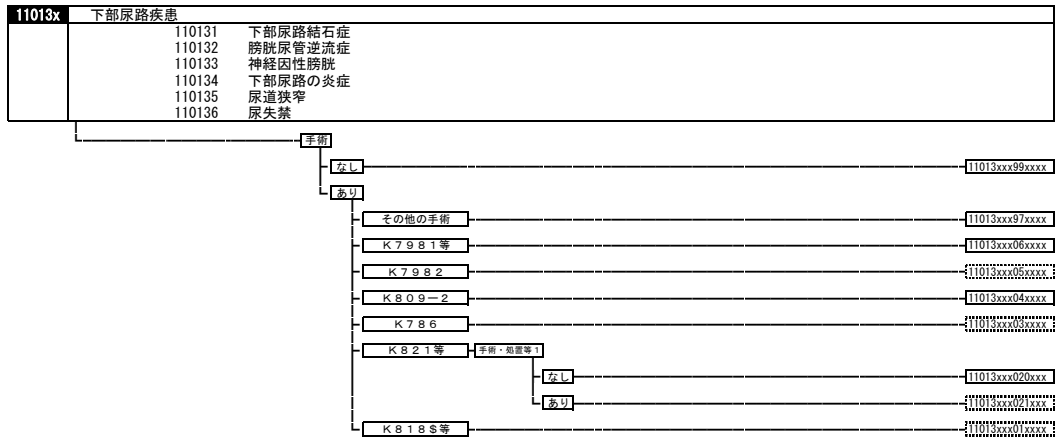 11013x 下部尿路疾患
110131 下部尿路結石症
110132 膀胱尿管逆流症
110133 神経因性膀胱
110134 下部尿路の炎症
110135 尿道狭窄
110136 尿失禁
手術
なし 11013xxx99xxxx
あり
その他の手術 11013xxx97xxxx
K7981等 11013xxx06xxxx
K7982 11013xxx05xxxx
K809-2 11013xxx04xxxx
K786 11013xxx03xxxx
K821等 手術・処置等1
なし 11013xxx020xxx
あり 11013xxx021xxx
K818$等 11013xxx01xxxx